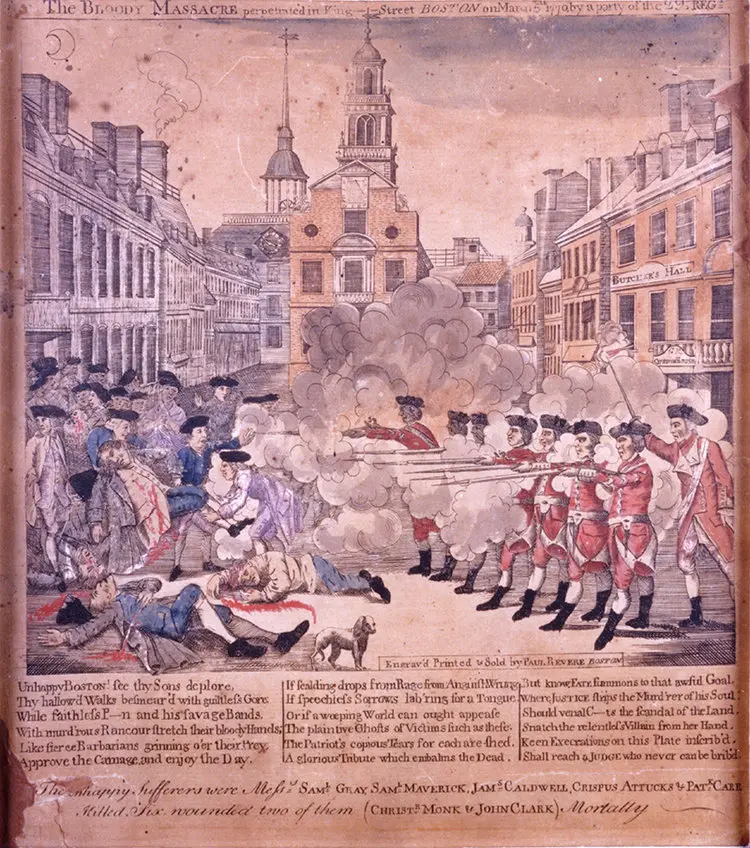 The BLOODY MASSACRE perpetrated in King Street BOSTON on March 5th 1770 by a party of the 29th REGt
BUTCHER'S HALL
Engrav'd Printed & Sold by PAUL REVERE BOSTON
Unhappy BOSTON! ſee thy Sons deplore,
Thy hallow'd Walks beſmear'd with guiltleſs Gore:
While faithleſs P—n and his ſavage Bands,
With murd'rous Rancour ſtretch their bloody Hands;
Like fierce Barbarians grinning o'er their Prey,
Approve the Carnage, and enjoy the Day.
If ſcalding drops from Rage from Anguiſh Wrung
If ſpeechleſs Sorrows lab'ring for a Tongue,
Or if a weeping World can ought appeaſe
The plaintive Ghoſts of Victims ſuch as theſe;
The Patriot's copious Tears for each are ſhed,
A glorious Tribute which embalms the Dead.
But know, FATE ſummons to that awful Goal,
Where JUSTICE ſtrips the Murd'rer of his Soul:
Should venal C—ts the ſcandal of the Land,
Snatch the relentleſs Villain from her Hand,
Keen Execrations on this Plate inſcrib'd,
Shall reach a JUDGE who never can be brib'd.
The unhappy Sufferers were Meſsrs SAML GRAY, SAML MAVERICK, JAMS CALDWELL, CRISPUS ATTUCKS & PATK CARR
Killed. Six wounded two of them (CHRISTR MONK & JOHN CLARK) Mortally